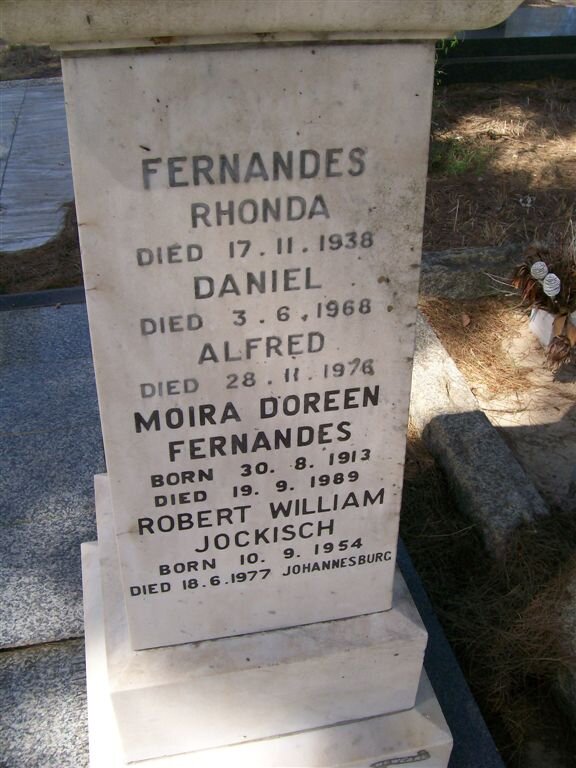 FERNANDES
RHONDA
DIED 17.11.1938
DANIEL
DIED 3.6.1968
ALFRED
DIED 28.11.1976
MOIRA DOREEN
FERNANDES
BORN 30.8.1913
DIED 19.9.1989
ROBERT WILLIAM
JOCKISCH
BORN 10.9.1954
DIED 18.6.1977 JOHANNESBURG